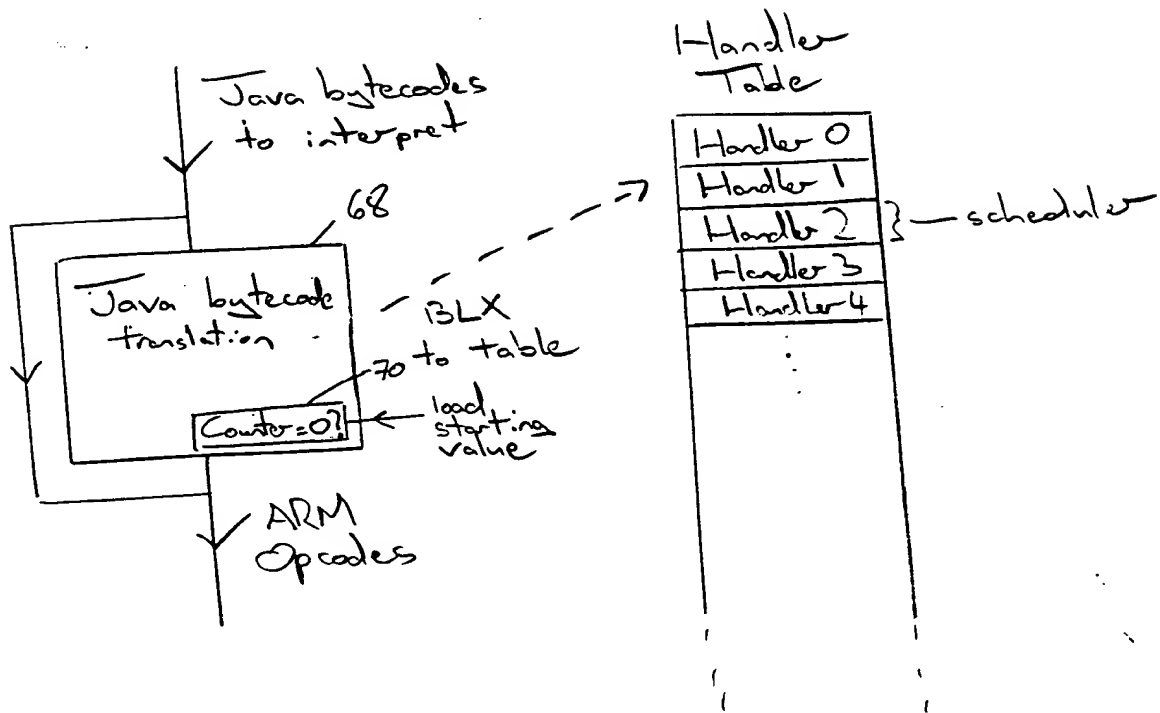 Java bytecodes
to interpret
68
Java bytecode
translation
BLX
to table
70
Counter=0?
load
starting
value
ARM
Opcodes
Handler
Table
Handler 0
Handler 1
Handler 2
scheduler
Handler 3
Handler 4